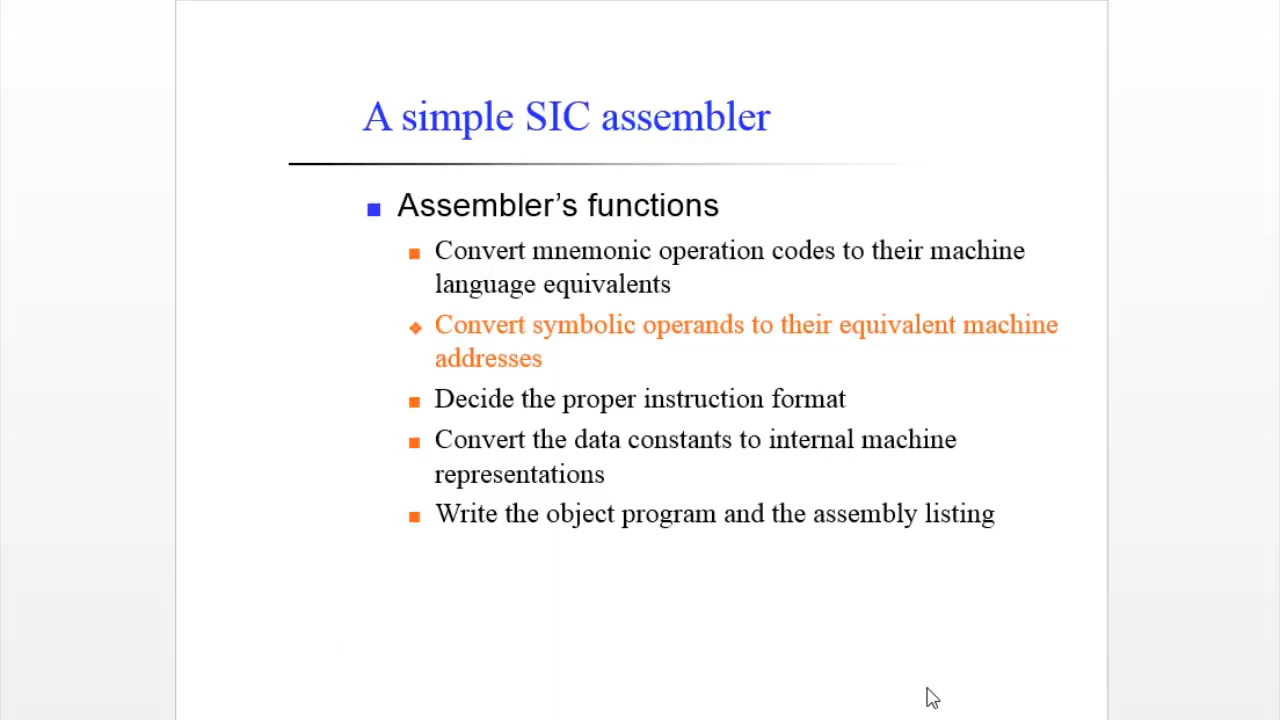 A simple SIC assembler
Assembler’s functions
Convert mnemonic operation codes to their machine
language equivalents
Convert symbolic operands to their equivalent machine
addresses
Decide the proper instruction format
Convert the data constants to internal machine
representations
Write the object program and the assembly listing